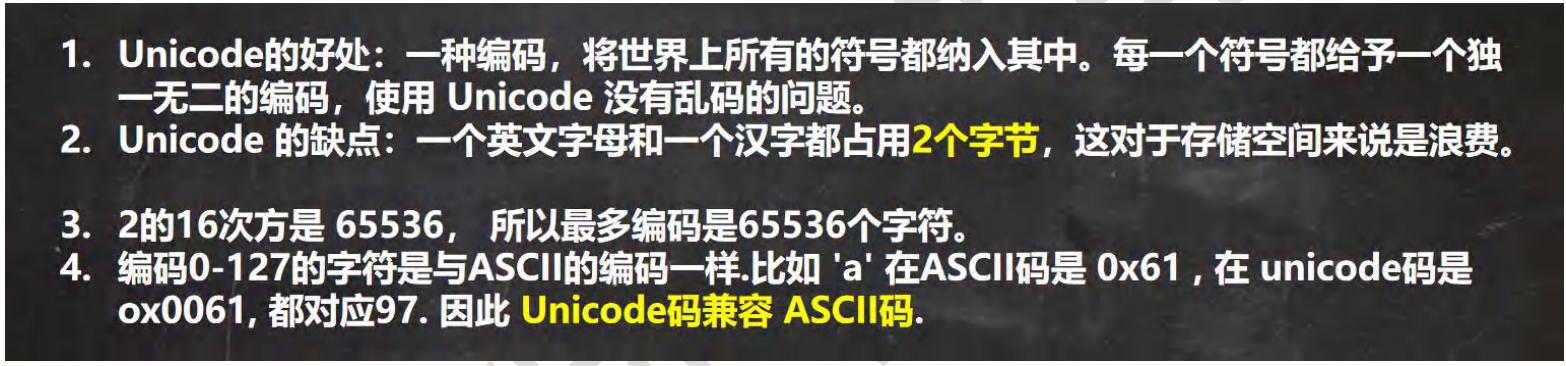 1. Unicode的好处：一种编码，将世界上所有的符号都纳入其中。每一个符号都给予一个独
一无二的编码，使用 Unicode 没有乱码的问题。
2. Unicode 的缺点：一个英文字母和一个汉字都占用2个字节，这对于存储空间来说是浪费。
3. 2的16次方是 65536， 所以最多编码是65536个字符。
4. 编码0-127的字符是与ASCII的编码一样.比如 'a' 在ASCII码是 0x61 , 在 unicode码是
ox0061, 都对应97. 因此 Unicode码兼容 ASCII码.